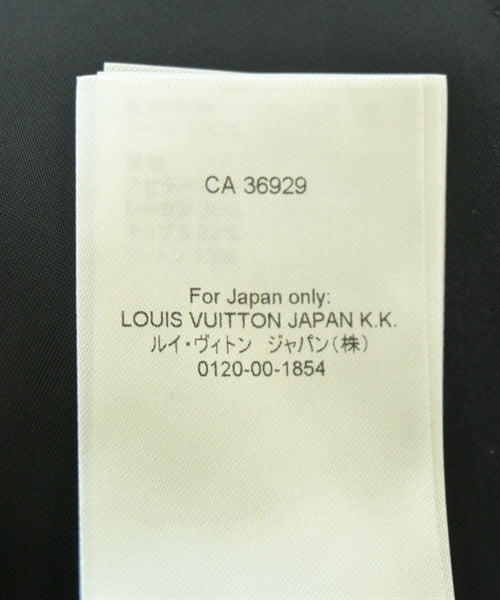 CA 36929
For Japan only:
LOUIS VUITTON JAPAN K.K.
ルイ・ヴィトン ジャパン(株)
0120-00-1854